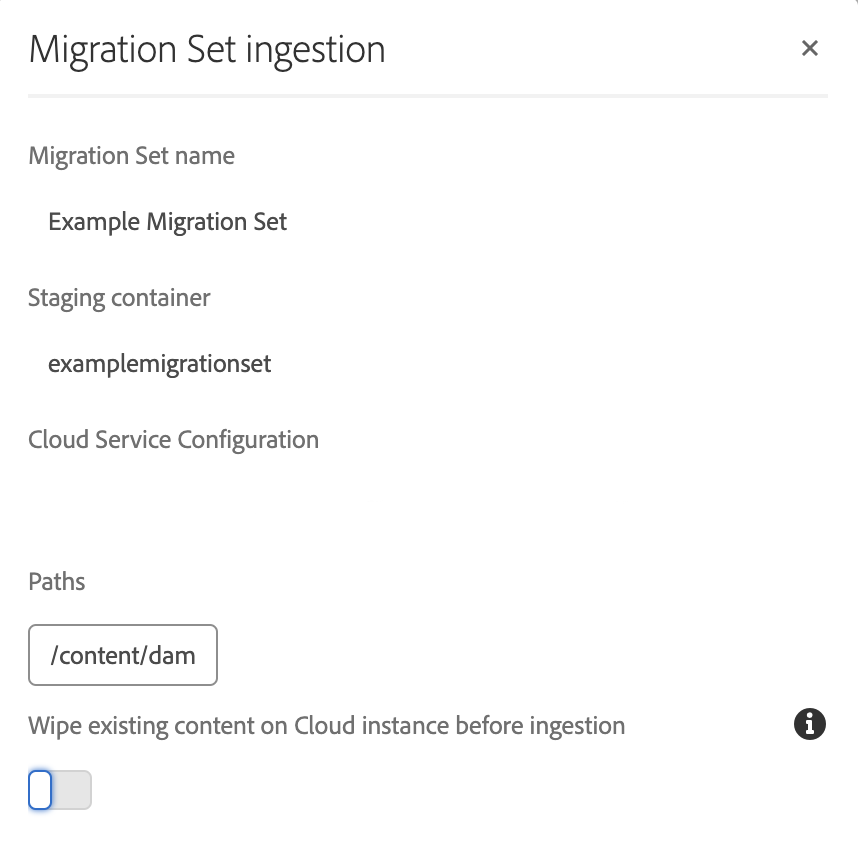 Migration Set ingestion
Migration Set name
Example Migration Set
Staging container
examplemigrationset
Cloud Service Configuration
Paths
/content/dam
Wipe existing content on Cloud instance before ingestion